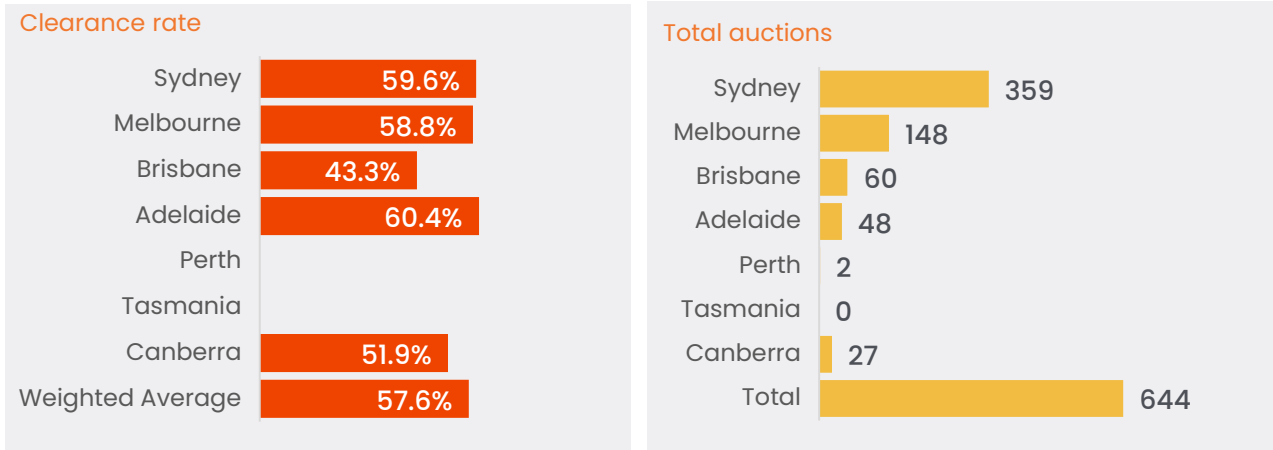 Clearance rate
Sydney 59.6%
Melbourne 58.8%
Brisbane 43.3%
Adelaide 60.4%
Perth
Tasmania
Canberra 51.9%
Weighted Average 57.6%
Total auctions
Sydney 359
Melbourne 148
Brisbane 60
Adelaide 48
Perth 2
Tasmania 0
Canberra 27
Total 644